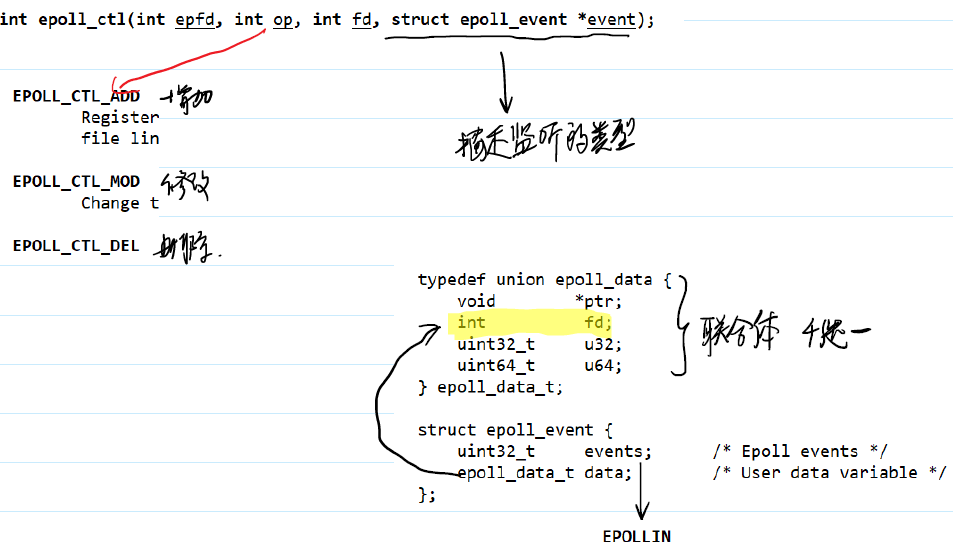 int epoll_ctl(int epfd, int op, int fd, struct epoll_event *event);
EPOLL_CTL_ADD 增加
Register
file lin
描述监听的类型
EPOLL_CTL_MOD 修改
Change t
EPOLL_CTL_DEL 删除.
typedef union epoll_data {
void *ptr;
int fd;
uint32_t u32;
uint64_t u64;
} epoll_data_t;
联合体 4选一
struct epoll_event {
uint32_t events; /* Epoll events */
epoll_data_t data; /* User data variable */
};
EPOLLIN